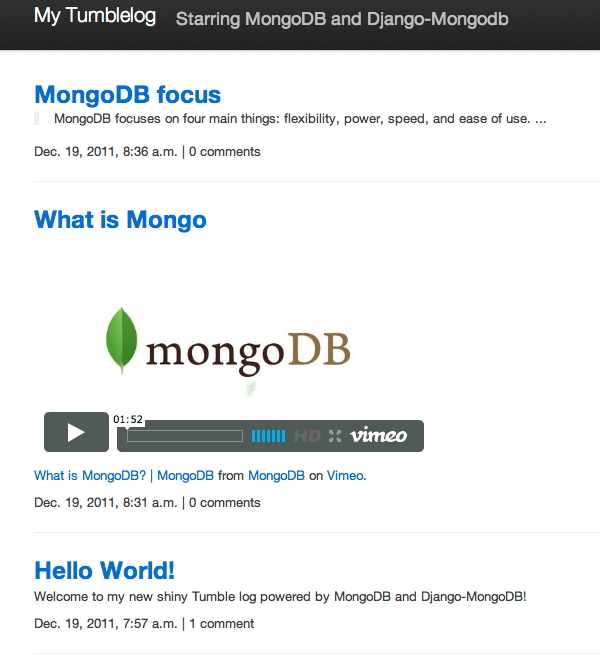 My Tumblelog Starring MongoDB and Django-Mongodb
MongoDB focus
MongoDB focuses on four main things: flexibility, power, speed, and ease of use. ...
Dec. 19, 2011, 8:36 a.m. | 0 comments
What is Mongo
mongoDB
01:52
HD vimeo
What is MongoDB? | MongoDB from MongoDB on Vimeo.
Dec. 19, 2011, 8:31 a.m. | 0 comments
Hello World!
Welcome to my new shiny Tumble log powered by MongoDB and Django-MongoDB!
Dec. 19, 2011, 7:57 a.m. | 1 comment